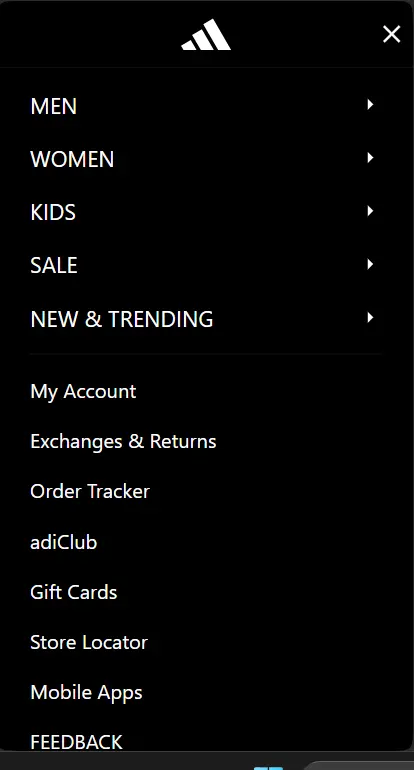 MEN
WOMEN
KIDS
SALE
NEW & TRENDING
My Account
Exchanges & Returns
Order Tracker
adiClub
Gift Cards
Store Locator
Mobile Apps
FEEDBACK